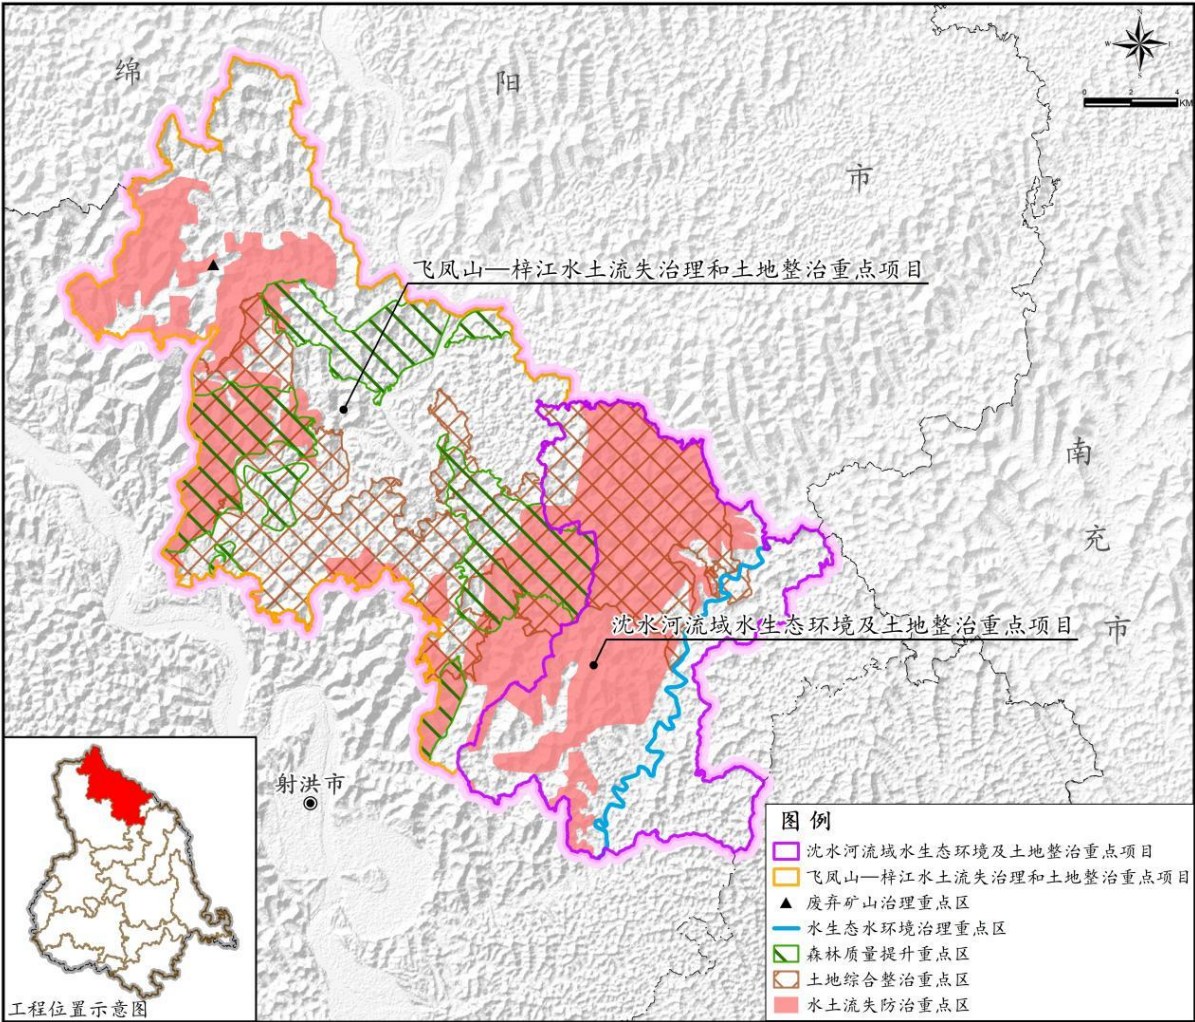 绵
阳
市
N
W
E
S
0 2 4
KM
飞凤山—梓江水土流失治理和土地整治重点项目
南
充
市
沈水河流域水生态环境及土地整治重点项目
射洪市
工程位置示意图
图例
沈水河流域水生态环境及土地整治重点项目
飞凤山—梓江水土流失治理和土地整治重点项目
废弃矿山治理重点区
水生态水环境治理重点区
森林质量提升重点区
土地综合整治重点区
水土流失防治重点区